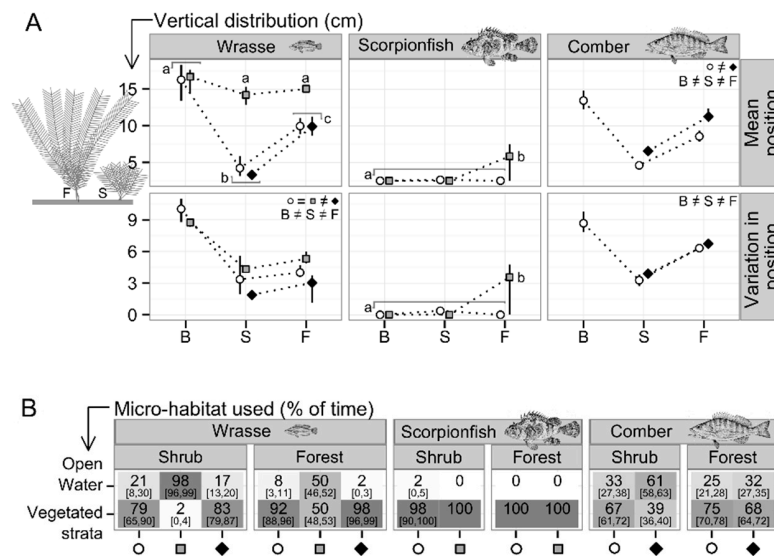 A
Vertical distribution (cm)
Wrasse
Scorpionfish
Comber
15
10
5
a
a
a
b
c
a
b
○ ≠ ◆
B ≠ S ≠ F
Mean position
F
S
9
6
3
0
○ = ■ ≠ ◆
B ≠ S ≠ F
a
b
B ≠ S ≠ F
Variation in position
B S F
B S F
B S F
B
Micro-habitat used (% of time)
Wrasse
Scorpionfish
Comber
Shrub Forest Shrub Forest Shrub Forest
Open Water
21 98 17 8 50 2 2 0 0 0 33 61 25 32
[8,30] [96,99] [13,20] [3,11] [46,52] [0,3] [0,5] [27,38] [58,63] [21,28] [27,35]
Vegetated strata
79 2 83 92 50 98 98 100 100 100 67 39 75 68
[65,90] [0,4] [79,87] [88,96] [48,53] [96,99] [90,100] [61,72] [36,40] [70,78] [64,72]